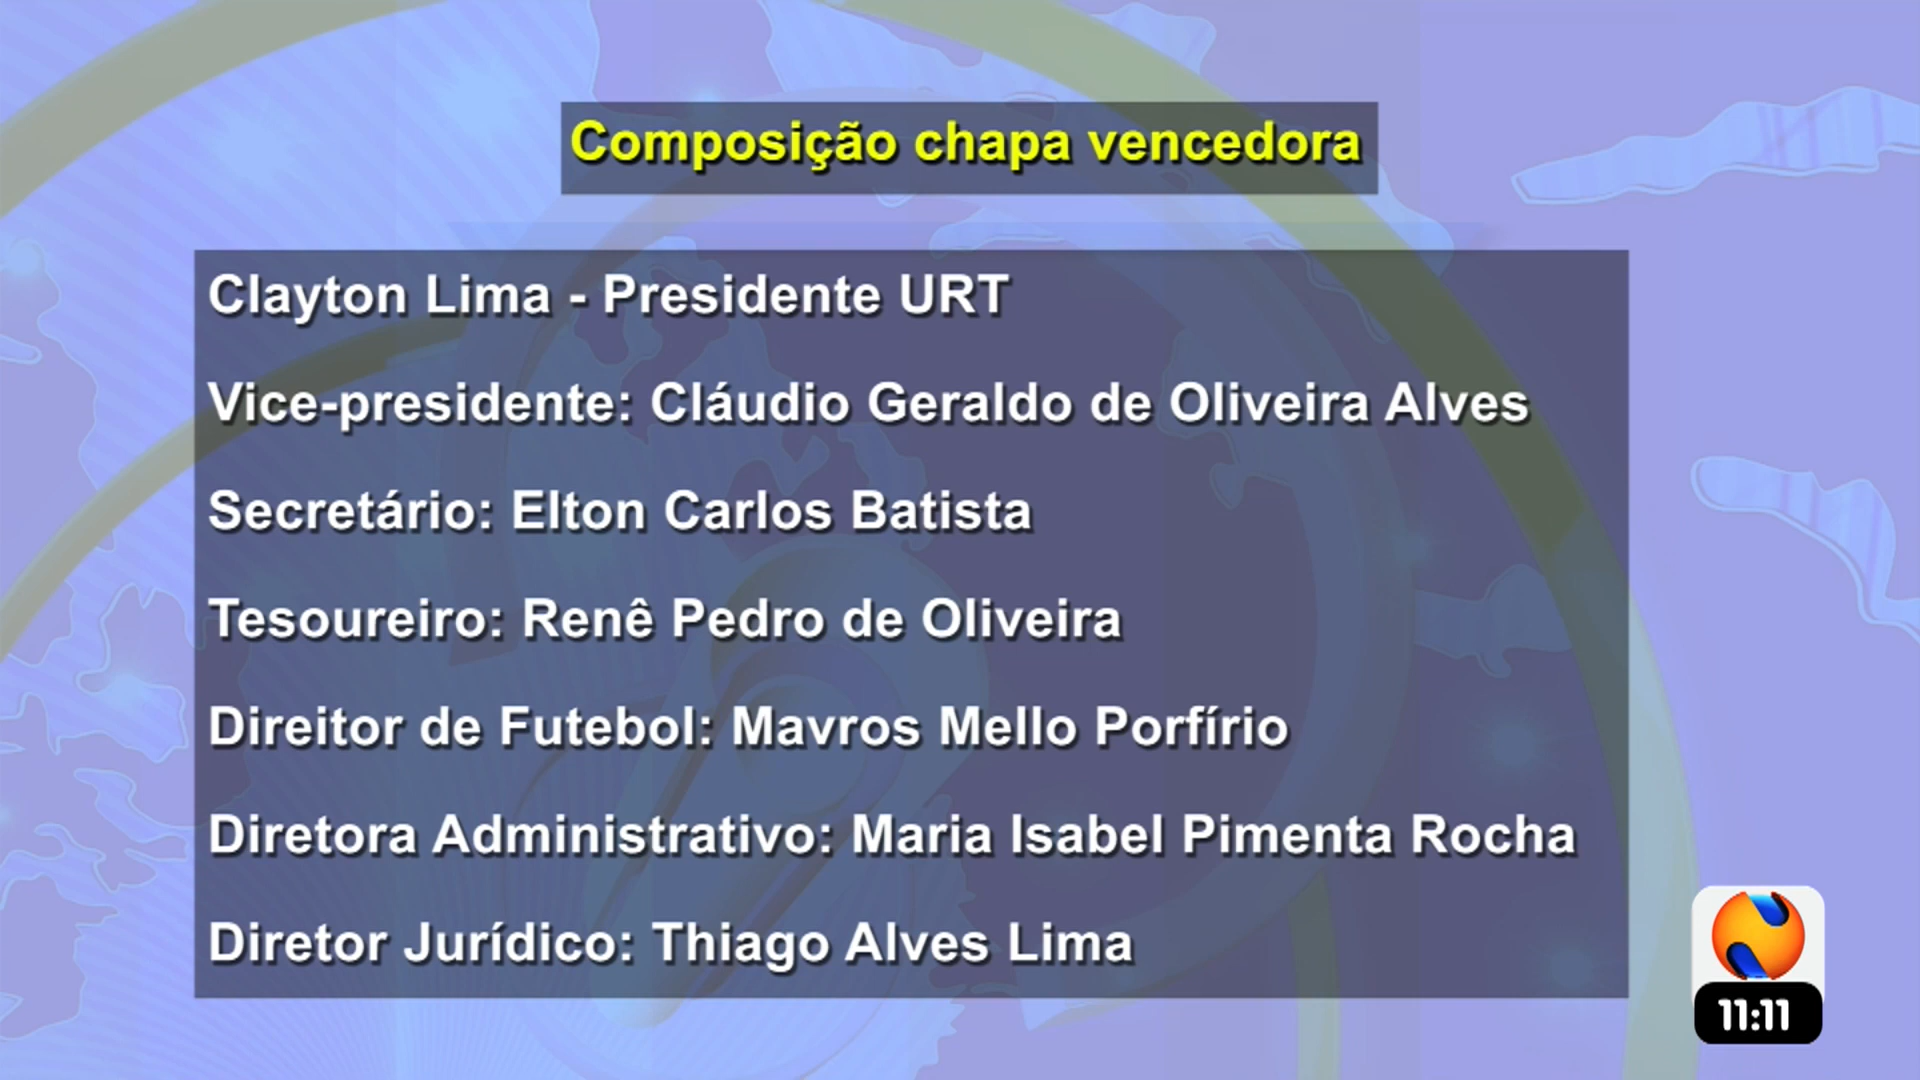 Composição chapa vencedora
Clayton Lima - Presidente URT
Vice-presidente: Cláudio Geraldo de Oliveira Alves
Secretário: Elton Carlos Batista
Tesoureiro: Renê Pedro de Oliveira
Direitor de Futebol: Mavros Mello Porfírio
Diretora Administrativo: Maria Isabel Pimenta Rocha
Diretor Jurídico: Thiago Alves Lima
11:11